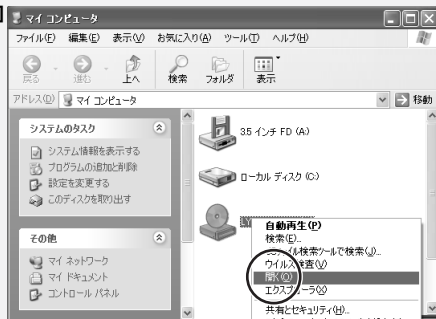 マイ コンピュータ
ファイル(F) 編集(E) 表示(V) お気に入り(A) ツール(T) ヘルプ(H)
戻る 進む 上へ 検索 フォルダ 表示
アドレス(D) マイ コンピュータ 移動
システムのタスク
システム情報を表示する
プログラムの追加と削除
設定を変更する
このディスクを取り出す
その他
マイ ネットワーク
マイ ドキュメント
コントロール パネル
3.5 インチ FD (A:)
ローカル ディスク (C:)
自動再生(P)
検索(E)...
ウイルス検査(V)
開く(O)
エクスプローラ(X)
共有とセキュリティ(H)...